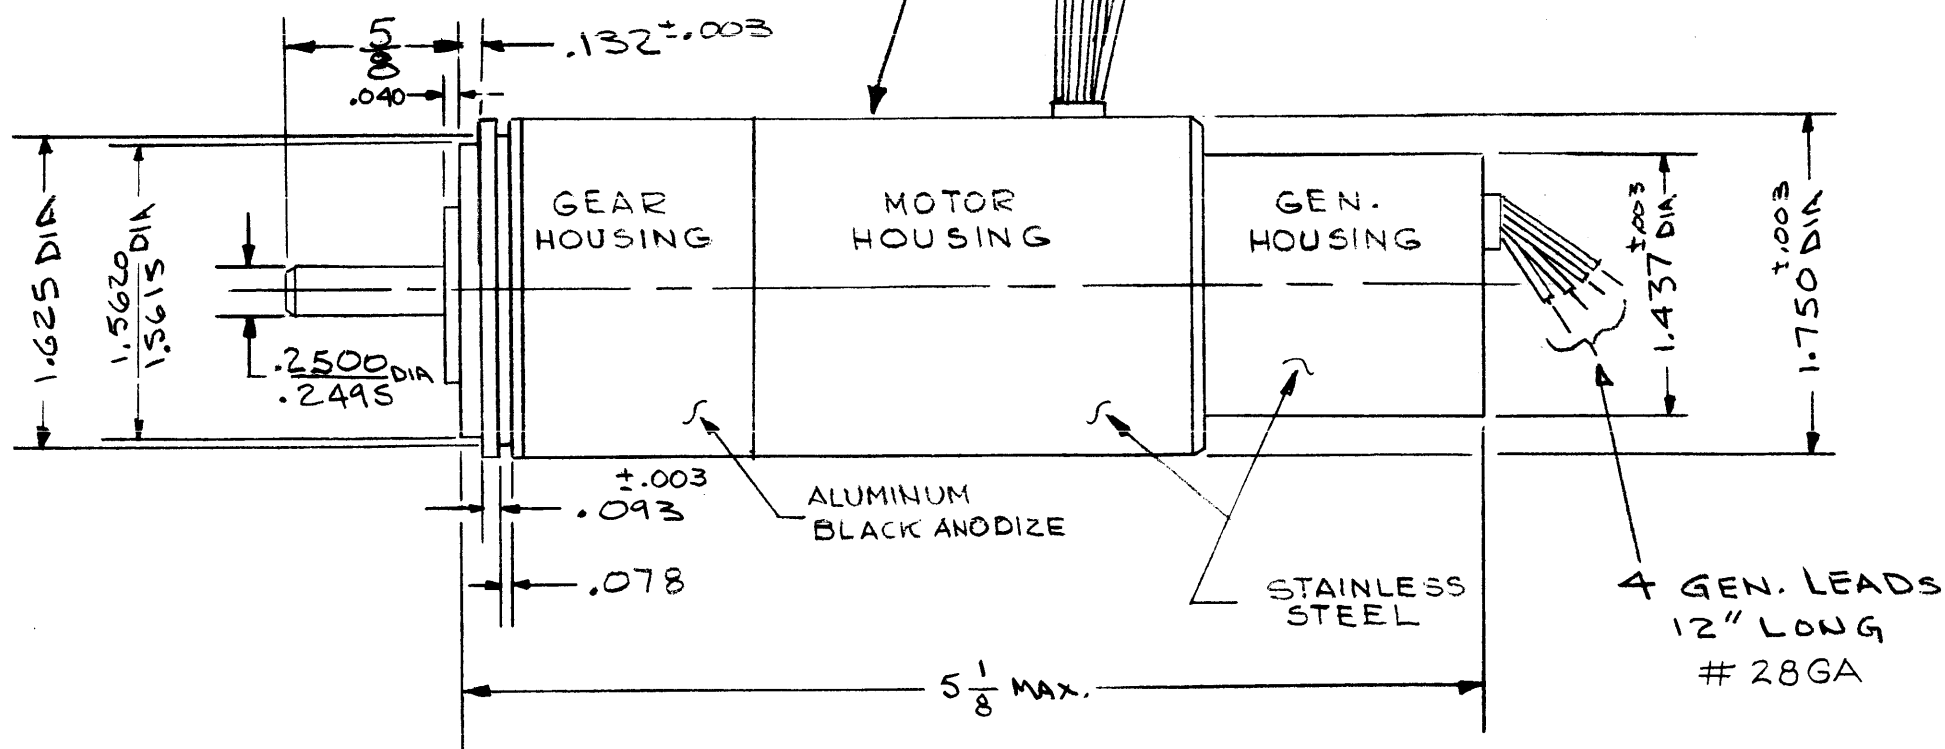 5
8
.132 ±.003
.040
1.625 DIA
1.5620
1.5615 DIA
.2500
.2495 DIA
GEAR
HOUSING
MOTOR
HOUSING
GEN.
HOUSING
1.437 DIA. ±.003
1.750 DIA ±.003
±.003
.093
.078
ALUMINUM
BLACK ANODIZE
STAINLESS
STEEL
4 GEN. LEADS
12" LONG
# 28GA
5 1/8 MAX.